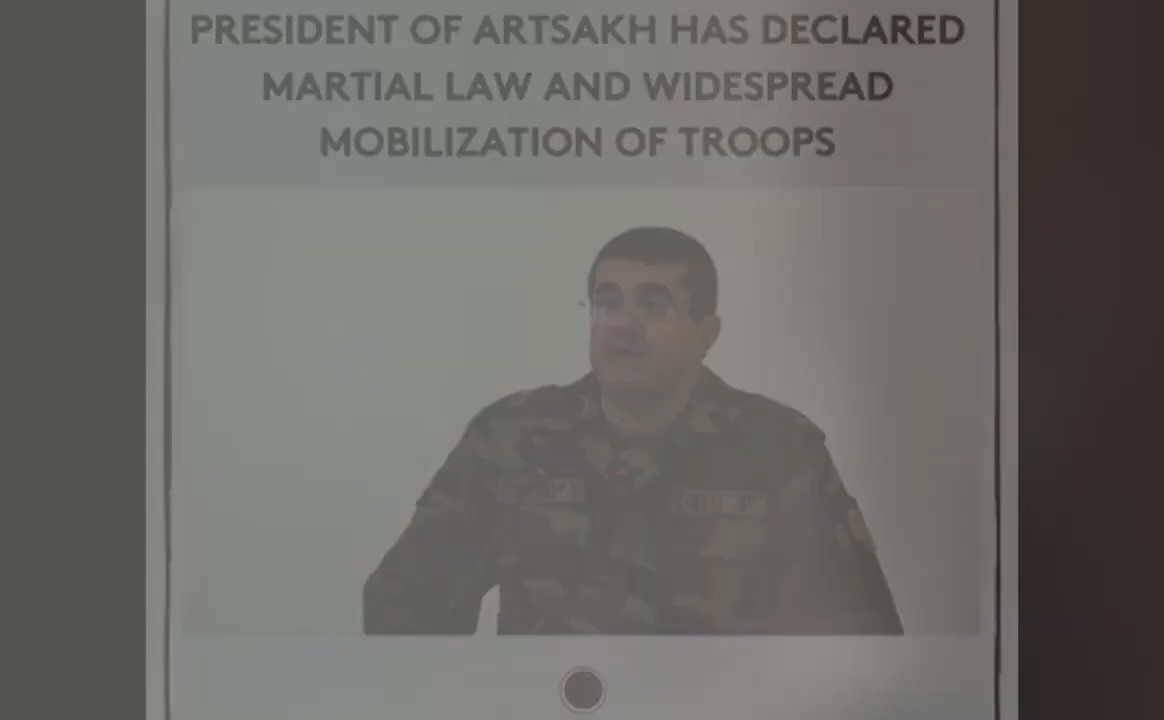 PRESIDENT OF ARTSAKH HAS DECLARED
MARTIAL LAW AND WIDESPREAD
MOBILIZATION OF TROOPS